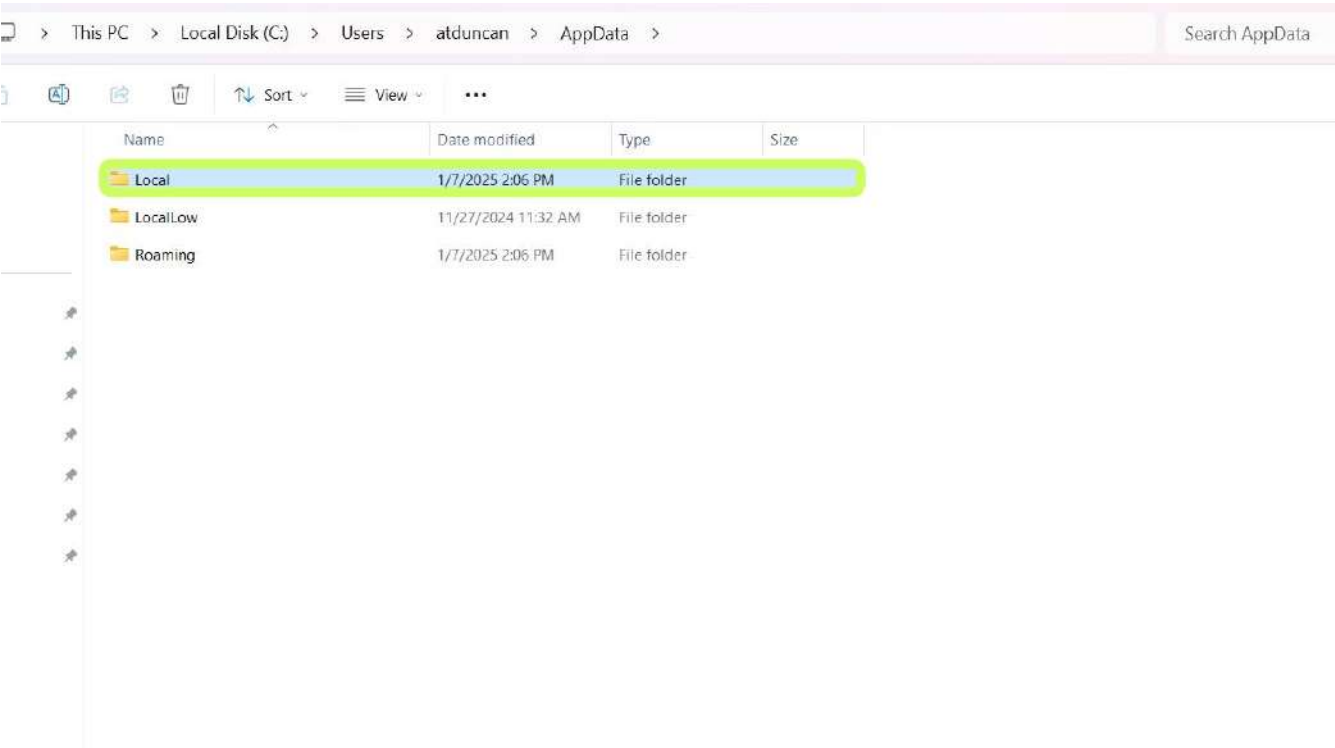 This PC > Local Disk (C:) > Users > atduncan > AppData > Search AppData
Sort View ...
Name Date modified Type Size
Local 1/7/2025 2:06 PM File folder
LocalLow 11/27/2024 11:32 AM File folder
Roaming 1/7/2025 2:06 PM File folder